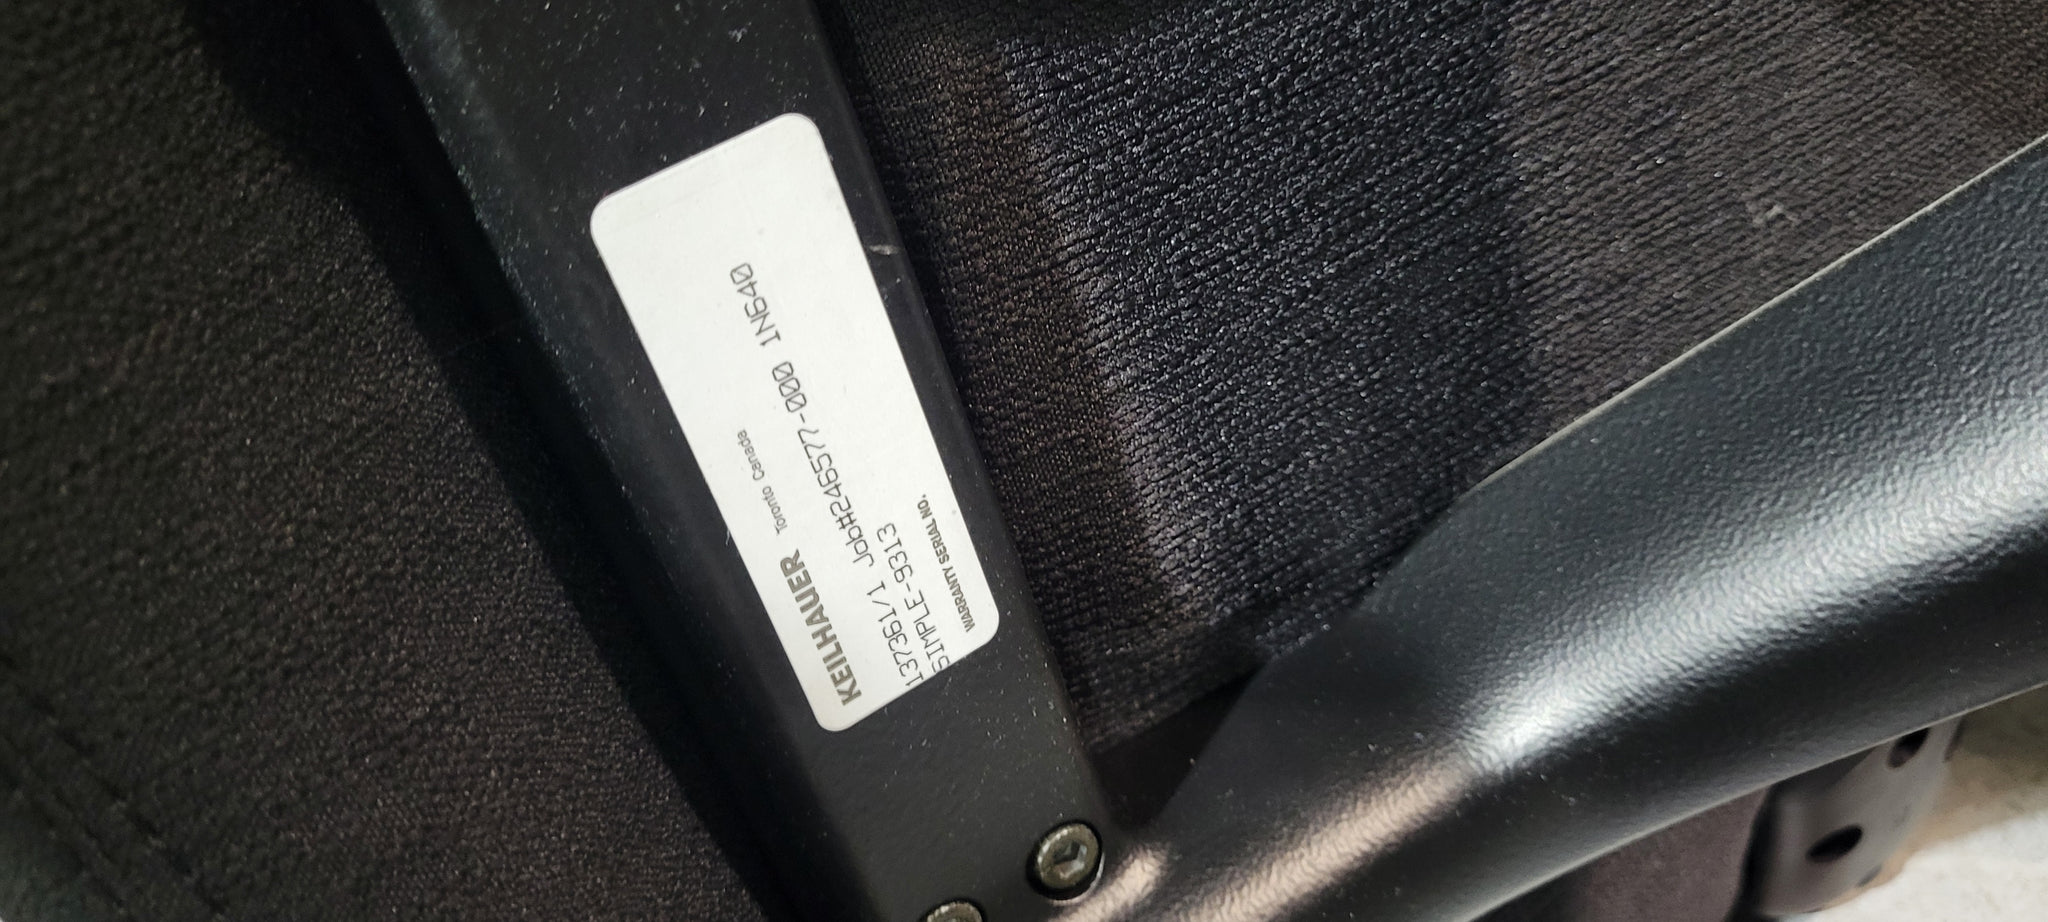 KEILHAUER Toronto Canada
137361/1 Job#246577-000 1N640
SIMPLE-9313
WARRANTY SERIAL NO.